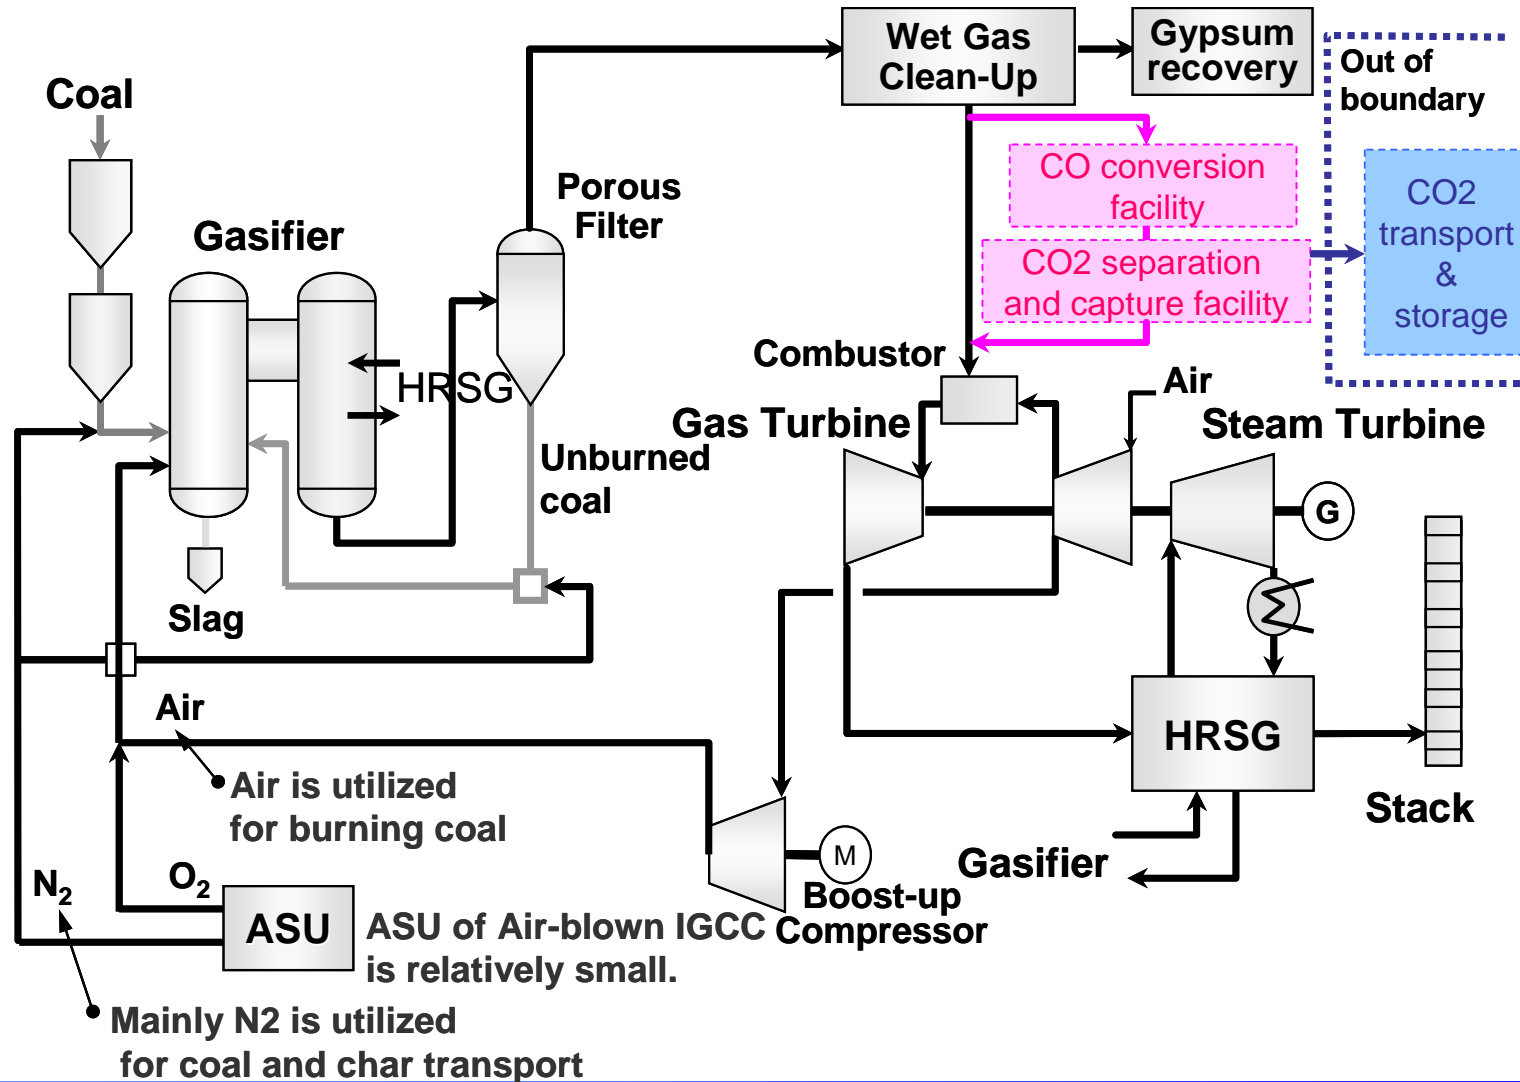 Wet Gas
Clean-Up
Gypsum
recovery
Out of
boundary
Coal
CO conversion
facility
CO2
transport
&
storage
Porous
Filter
Gasifier
CO2 separation
and capture facility
Combustor
HRSG
Air
Gas Turbine
Steam Turbine
Unburned
coal
G
Slag
Air
HRSG
Air is utilized
for burning coal
Stack
M
Gasifier
Boost-up
Compressor
N2
O2
ASU
ASU of Air-blown IGCC
is relatively small.
Mainly N2 is utilized
for coal and char transport